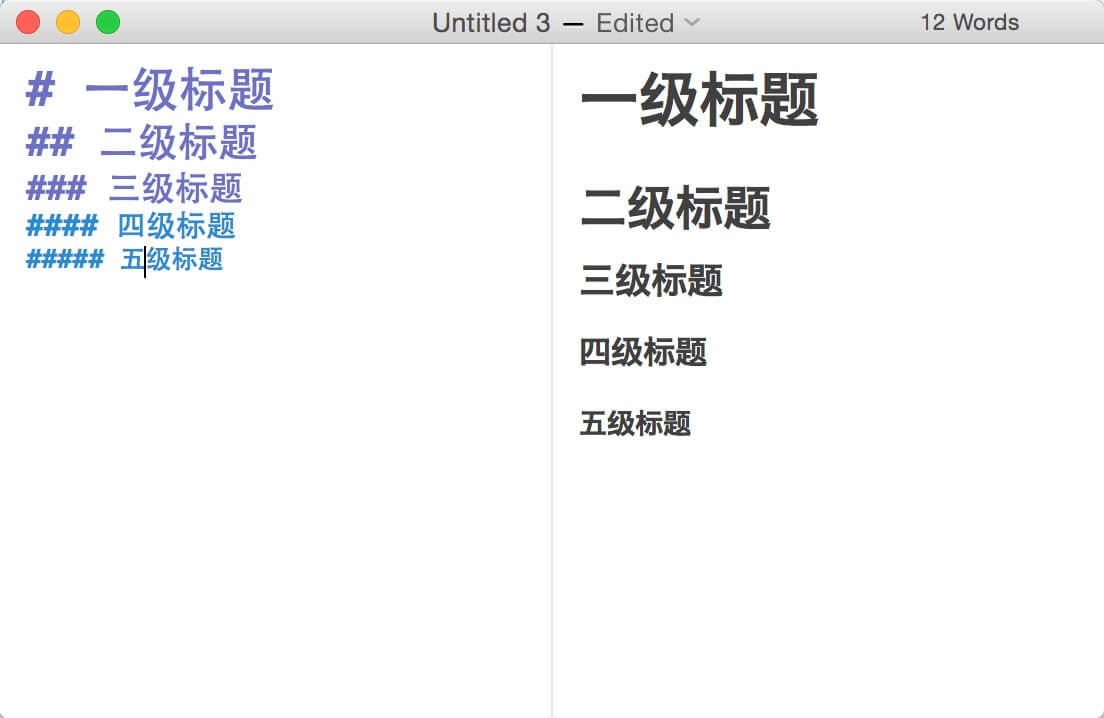 Untitled 3 — Edited
12 Words
# 一级标题
## 二级标题
### 三级标题
#### 四级标题
##### 五级标题
一级标题
二级标题
三级标题
四级标题
五级标题